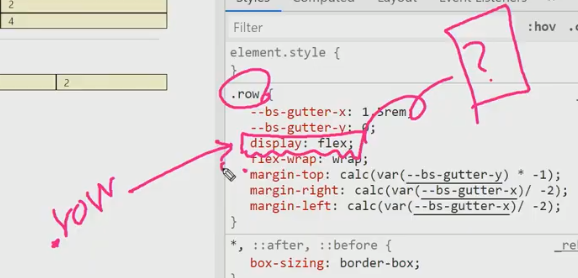 Styles Computed Layout Event Listeners
2
4
Filter
:hov .c
element.style {
}
?
.row {
--bs-gutter-x: 1.5rem;
--bs-gutter-y: 0;
display: flex;
flex-wrap: wrap;
margin-top: calc(var(--bs-gutter-y) * -1);
2
margin-right: calc(var(--bs-gutter-x)/ -2);
margin-left: calc(var(--bs-gutter-x)/ -2);
}
.row
*, ::after, ::before {
_re
box-sizing: border-box;
}